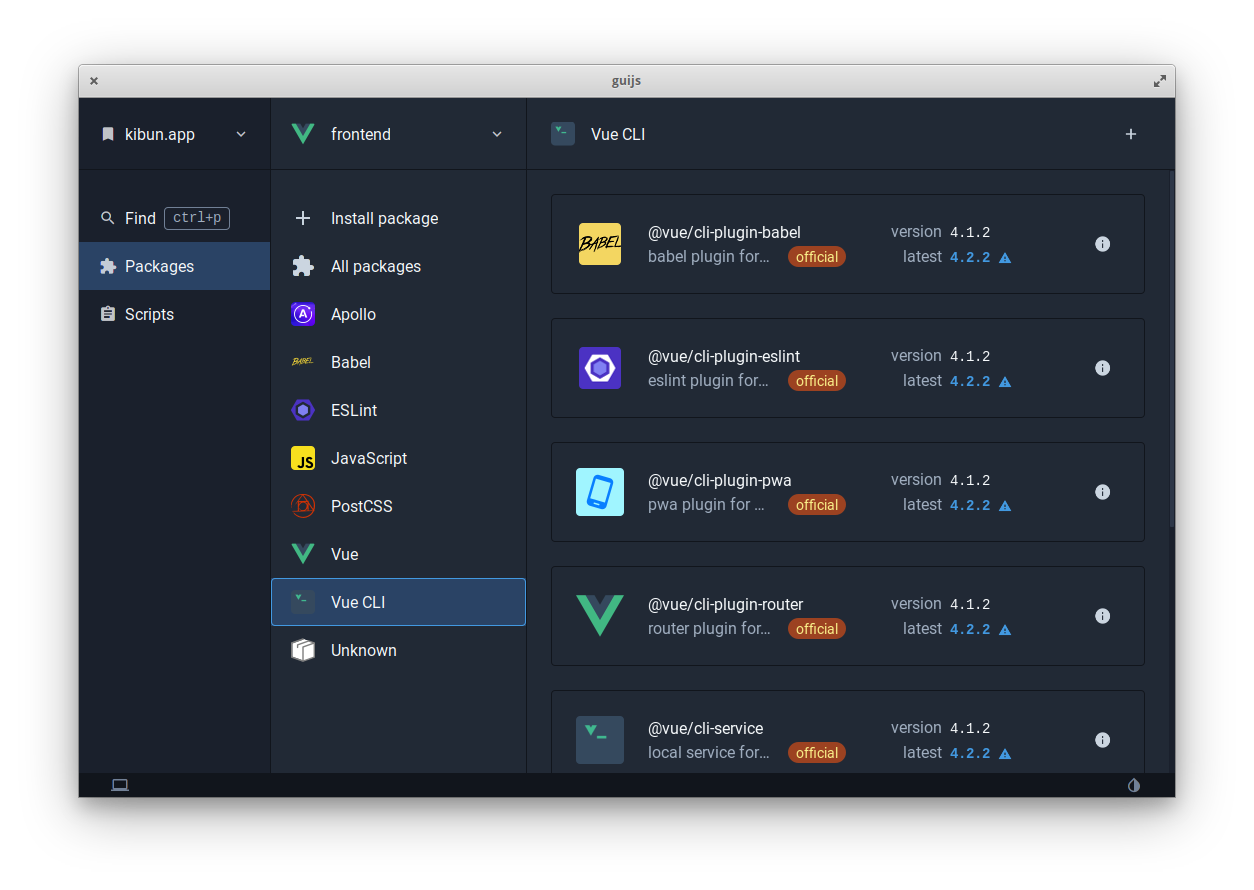 guijs
kibun.app
frontend
Vue CLI
Find ctrl+p
Packages
Scripts
Install package
All packages
Apollo
Babel
ESLint
JavaScript
PostCSS
Vue
Vue CLI
Unknown
BABEL
BABEL
JS
@vue/cli-plugin-babel version 4.1.2
babel plugin for... official latest 4.2.2
@vue/cli-plugin-eslint version 4.1.2
eslint plugin for... official latest 4.2.2
@vue/cli-plugin-pwa version 4.1.2
pwa plugin for ... official latest 4.2.2
@vue/cli-plugin-router version 4.1.2
router plugin for... official latest 4.2.2
@vue/cli-service version 4.1.2
local service for... official latest 4.2.2